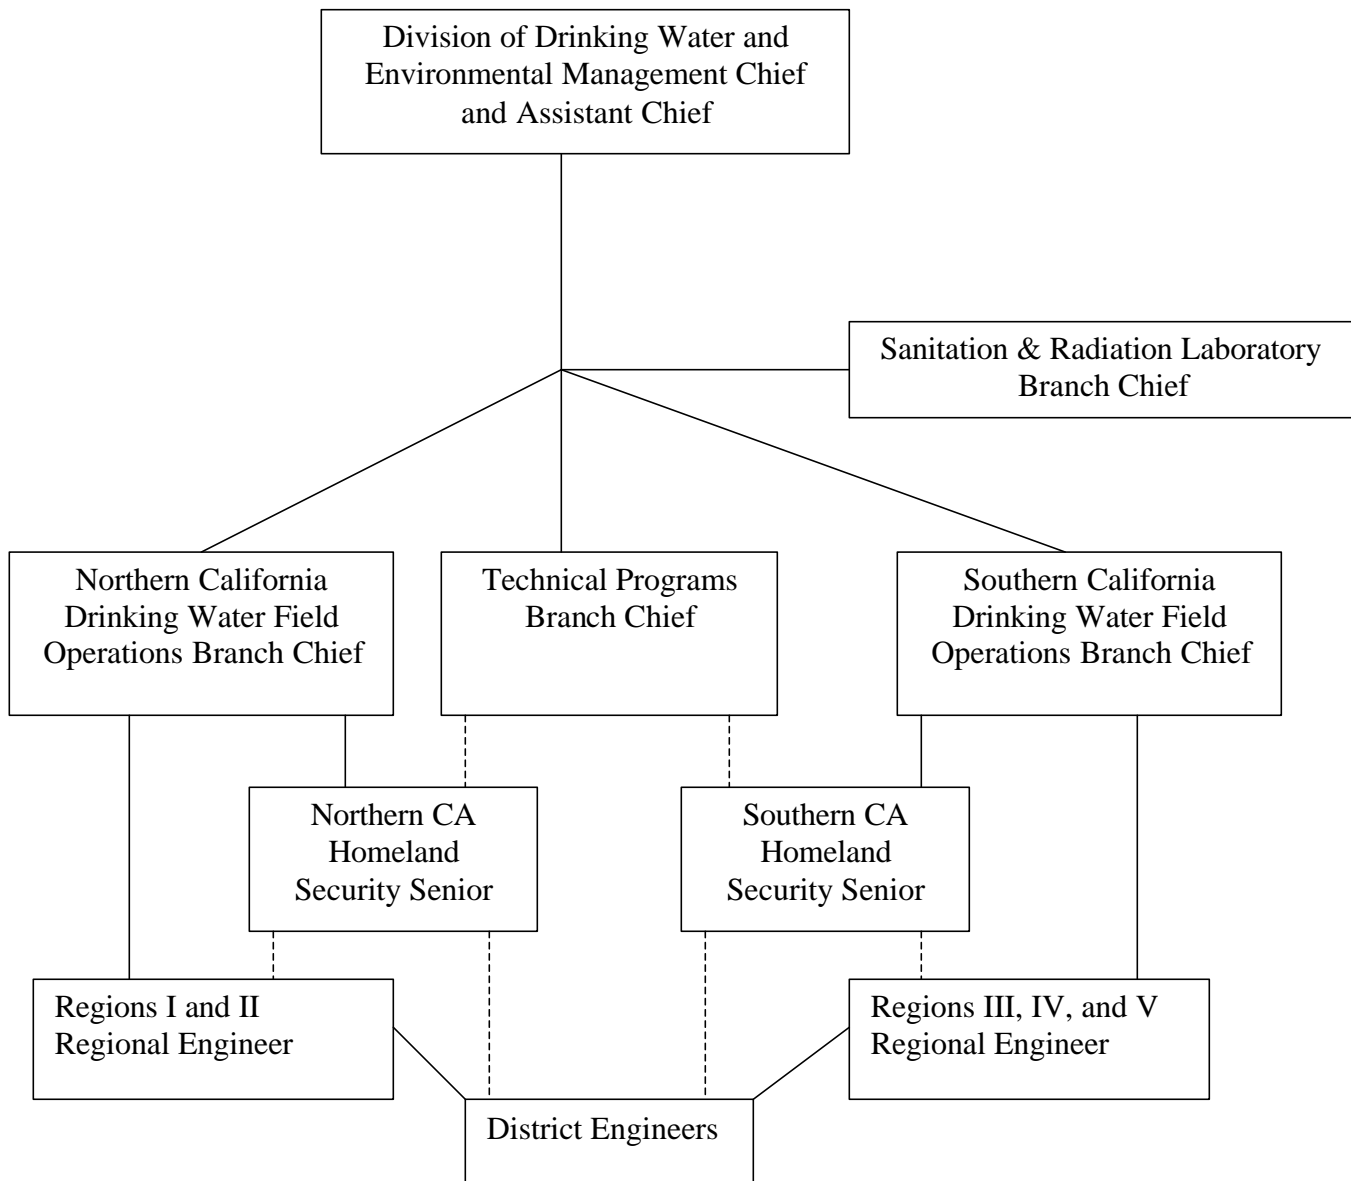 Division of Drinking Water and
Environmental Management Chief
and Assistant Chief
Sanitation & Radiation Laboratory
Branch Chief
Northern California
Drinking Water Field
Operations Branch Chief
Technical Programs
Branch Chief
Southern California
Drinking Water Field
Operations Branch Chief
Northern CA
Homeland
Security Senior
Southern CA
Homeland
Security Senior
Regions I and II
Regional Engineer
Regions III, IV, and V
Regional Engineer
District Engineers